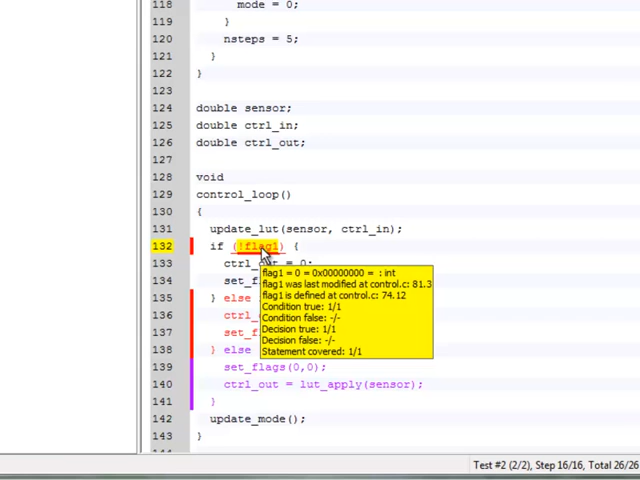 118 mode = 0;
119 }
120 nsteps = 5;
121 }
122 }
123
124 double sensor;
125 double ctrl_in;
126 double ctrl_out;
127
128 void
129 control_loop()
130 {
131 update_lut(sensor, ctrl_in);
132 if (!flag1) {
133 ctrl_out = 0;
134 set_f
135 } else
136 ctrl_
137 set_f
138 } else
139 set_flags(0,0);
140 ctrl_out = lut_apply(sensor);
141 }
142 update_mode();
143 }
flag1 = 0 = 0x00000000 = : int
flag1 was last modified at control.c: 81.3
flag1 is defined at control.c: 74.12
Condition true: 1/1
Condition false: -/-
Decision true: 1/1
Decision false: -/-
Statement covered: 1/1
Test #2 (2/2), Step 16/16, Total 26/26